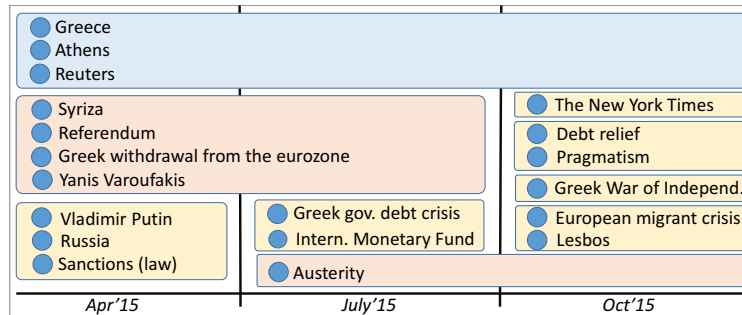 Greece
Athens
Reuters
Syriza
Referendum
Greek withdrawal from the eurozone
Yanis Varoufakis
Vladimir Putin
Russia
Sanctions (law)
Greek gov. debt crisis
Intern. Monetary Fund
Austerity
The New York Times
Debt relief
Pragmatism
Greek War of Independ.
European migrant crisis
Lesbos
Apr'15
July'15
Oct'15